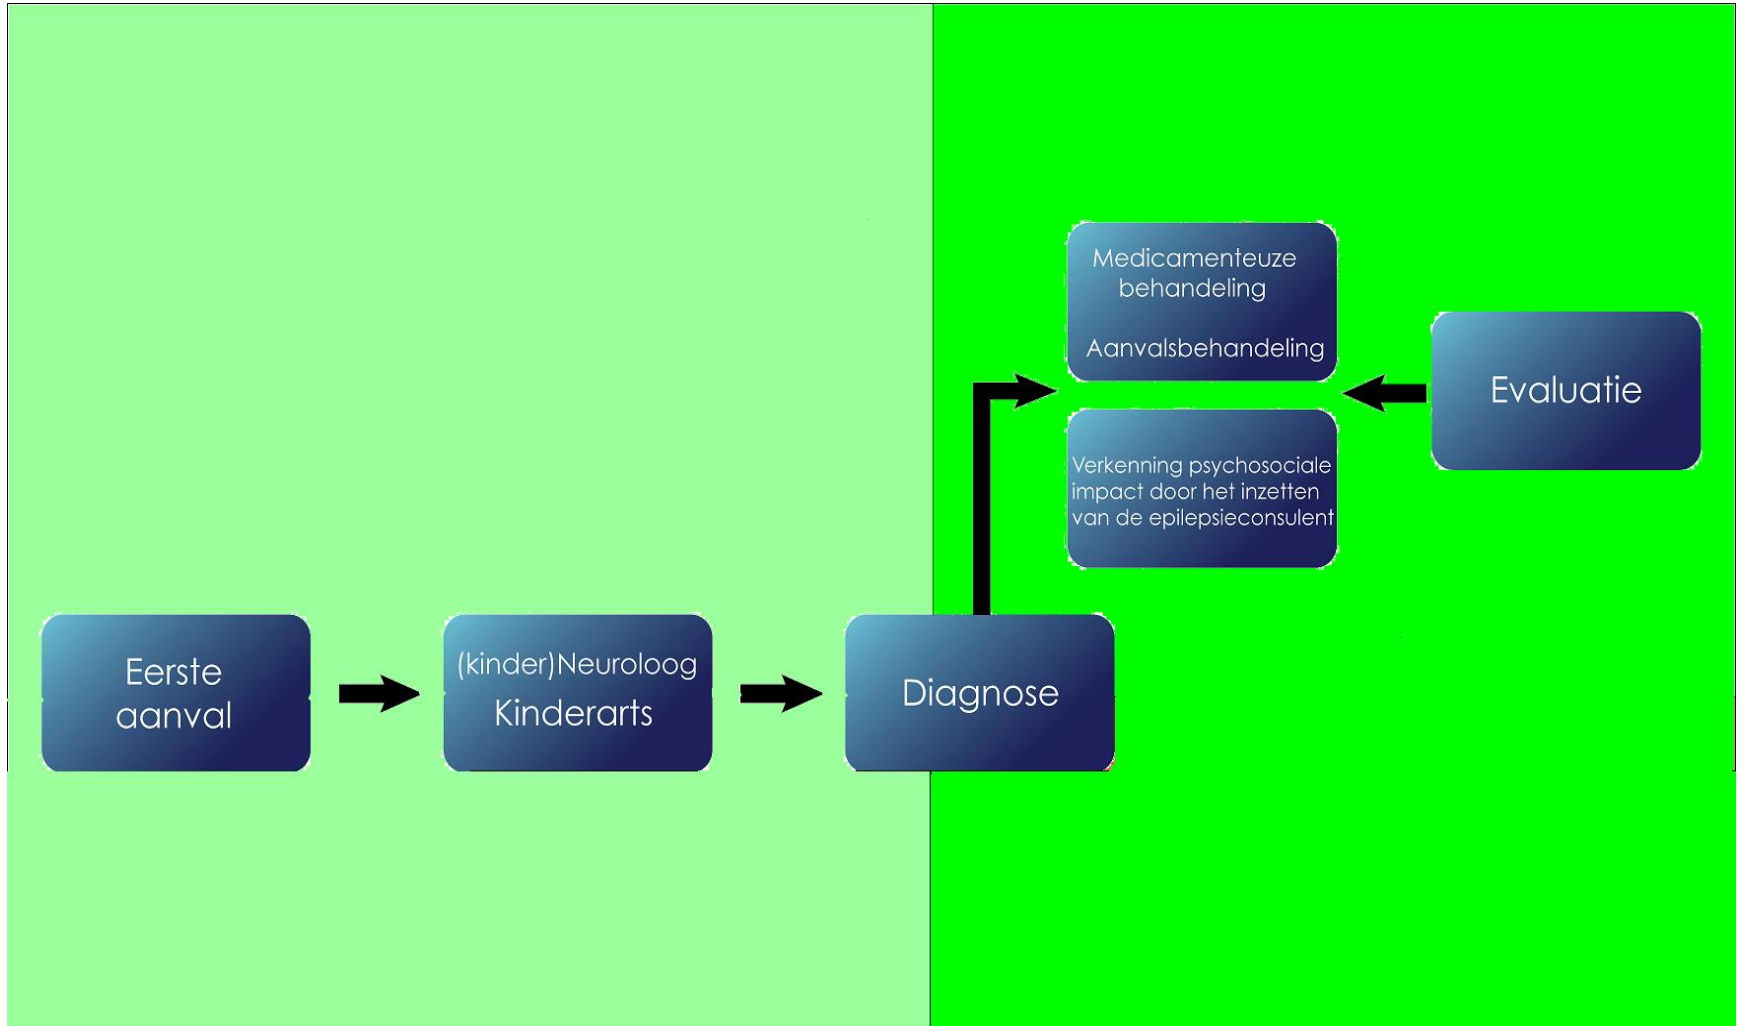 Eerste
aanval
(kinder)Neuroloog
Kinderarts
Diagnose
Medicamenteuze
behandeling
Aanvalsbehandeling
Verkenning psychosociale
impact door het inzetten
van de epilepsieconsulent
Evaluatie